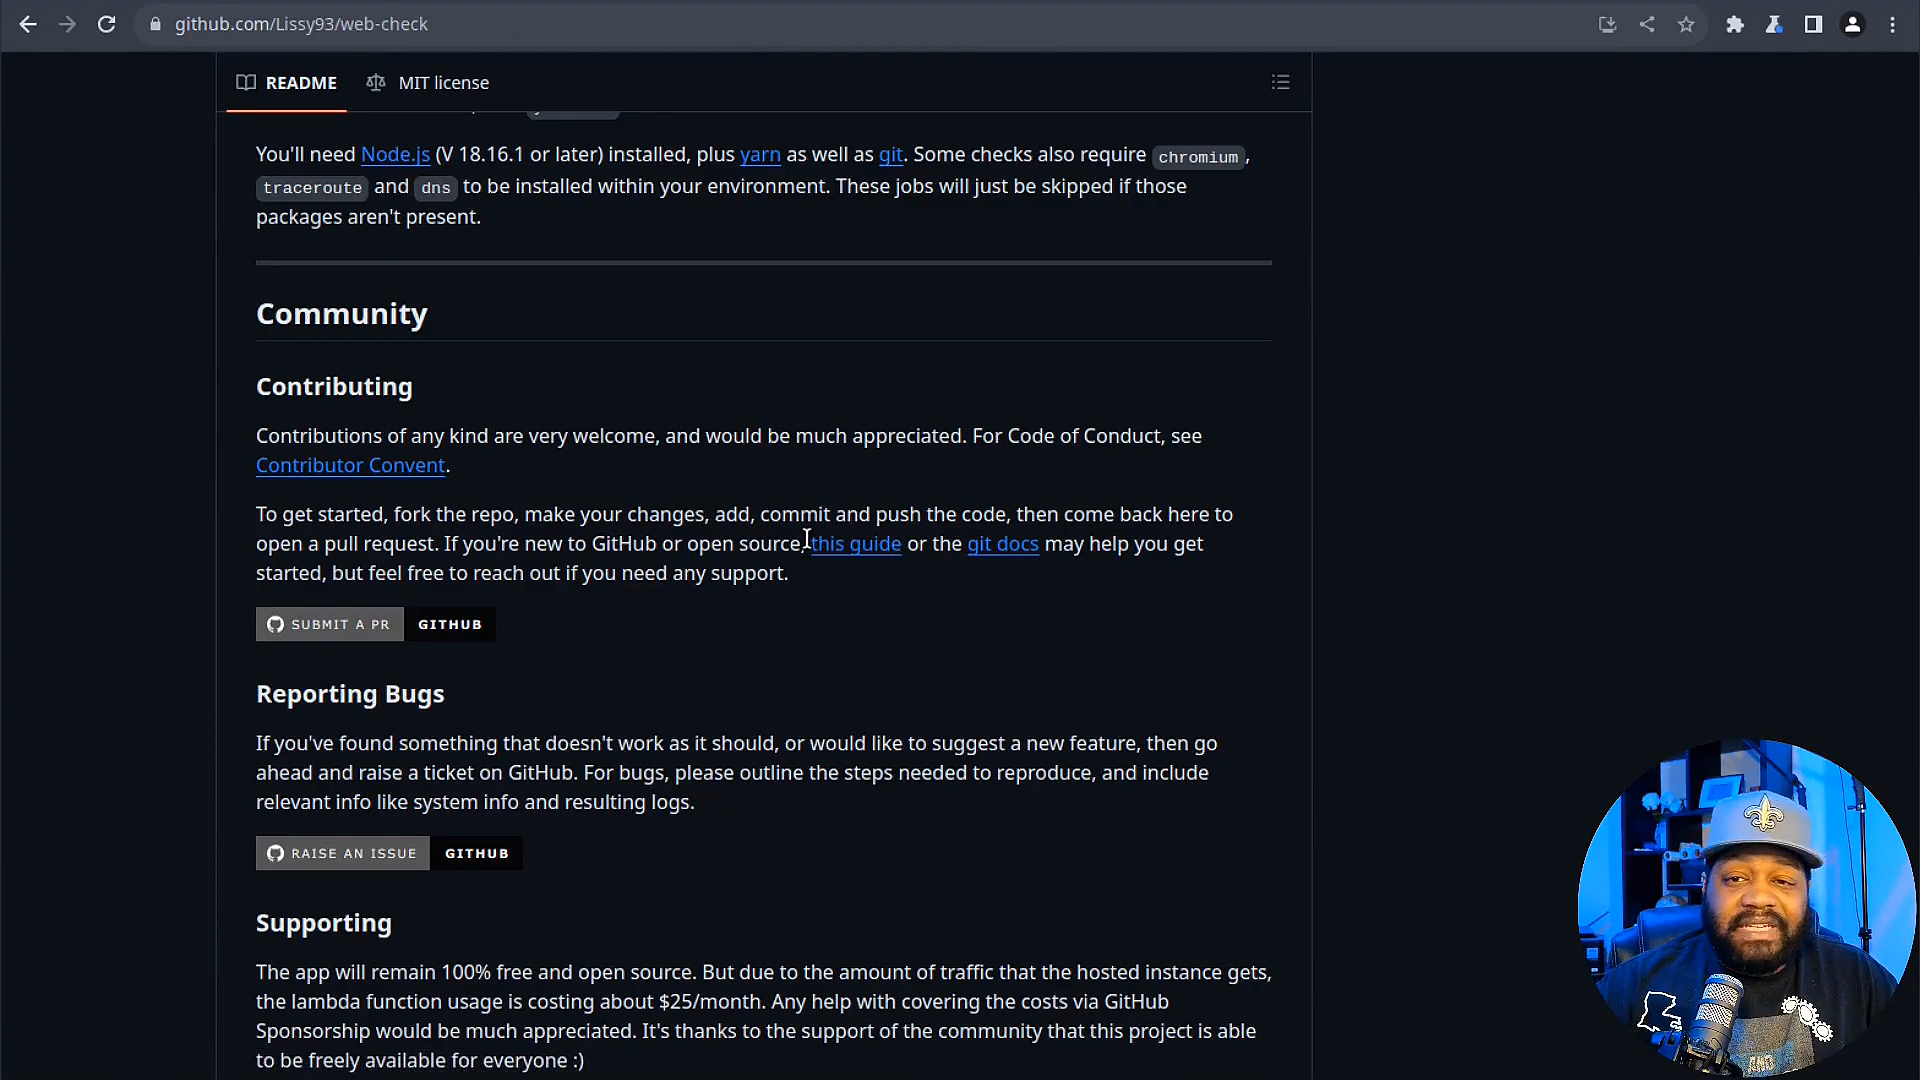 github.com/Lissy93/web-check
README MIT license
You'll need Node.js (V 18.16.1 or later) installed, plus yarn as well as git. Some checks also require chromium,
traceroute and dns to be installed within your environment. These jobs will just be skipped if those
packages aren't present.
Community
Contributing
Contributions of any kind are very welcome, and would be much appreciated. For Code of Conduct, see
Contributor Convent.
To get started, fork the repo, make your changes, add, commit and push the code, then come back here to
open a pull request. If you're new to GitHub or open source, this guide or the git docs may help you get
started, but feel free to reach out if you need any support.
SUBMIT A PR GITHUB
Reporting Bugs
If you've found something that doesn't work as it should, or would like to suggest a new feature, then go
ahead and raise a ticket on GitHub. For bugs, please outline the steps needed to reproduce, and include
relevant info like system info and resulting logs.
RAISE AN ISSUE GITHUB
Supporting
The app will remain 100% free and open source. But due to the amount of traffic that the hosted instance gets,
the lambda function usage is costing about $25/month. Any help with covering the costs via GitHub
Sponsorship would be much appreciated. It's thanks to the support of the community that this project is able
to be freely available for everyone :)
AND